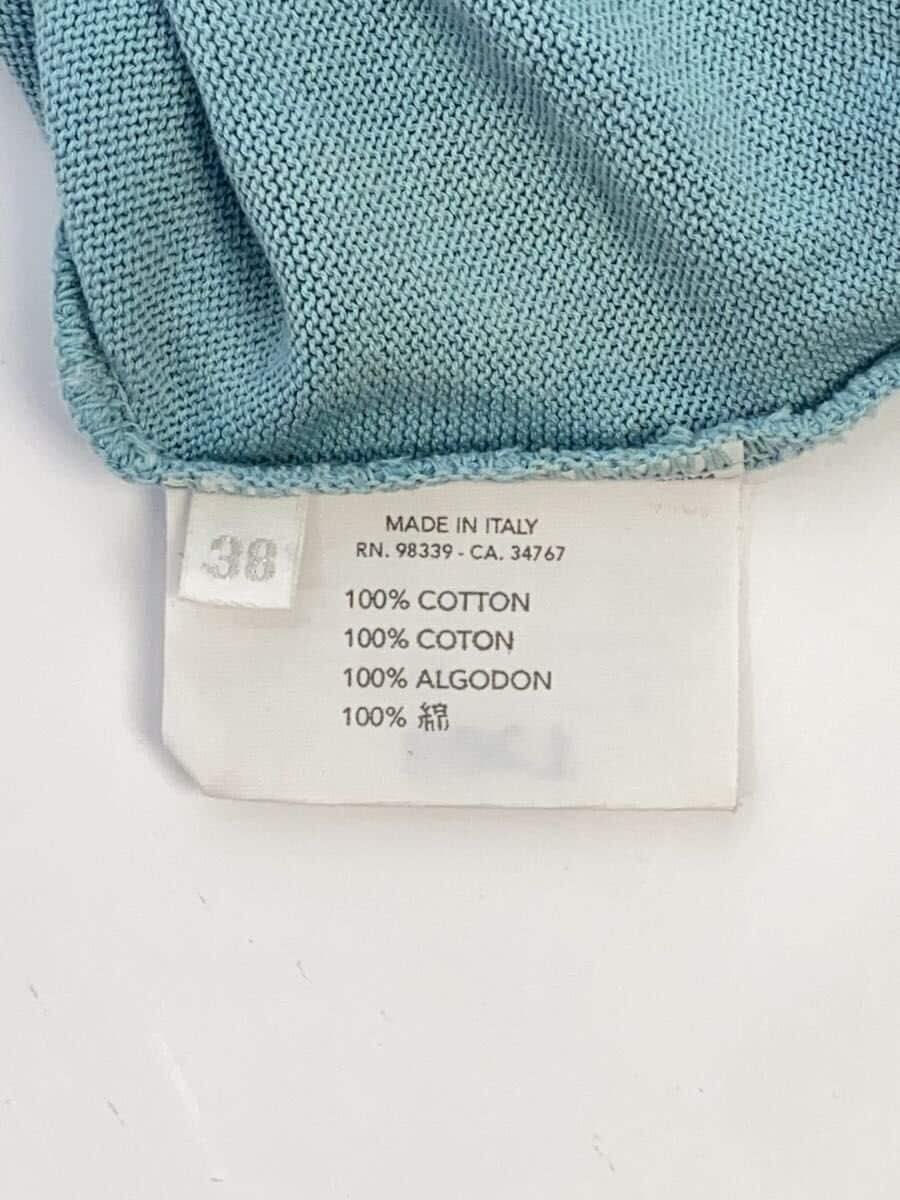 38
MADE IN ITALY
RN. 98339 - CA. 34767
100% COTTON
100% COTON
100% ALGODON
100% 綿